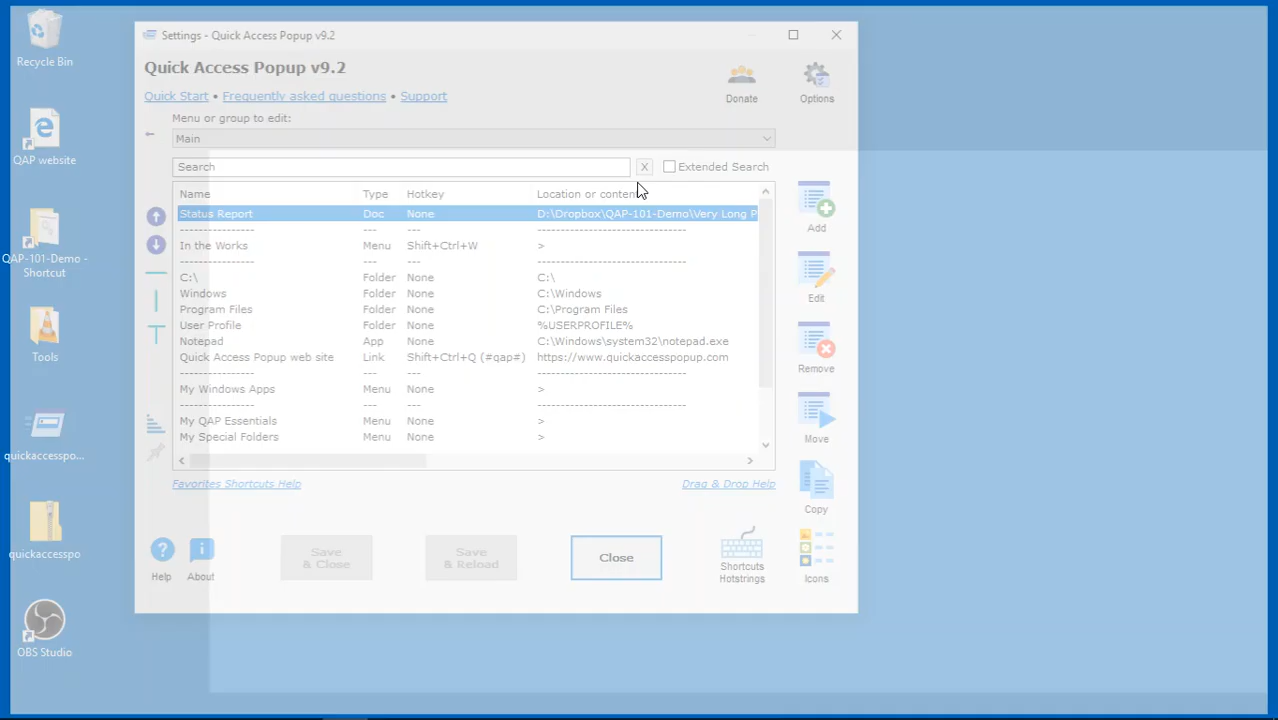 Recycle Bin
QAP website
QAP-101-Demo -
Shortcut
Tools
quickaccesspo...
quickaccesspo
OBS Studio
Settings - Quick Access Popup v9.2
Quick Access Popup v9.2
Quick Start • Frequently asked questions • Support
Donate
Options
Menu or group to edit:
Main
Search
X
Extended Search
Name Type Hotkey Location or conten
Status Report Doc None D:\Dropbox\QAP-101-Demo\Very Long P
---------------- --- --- --------------------------------
In the Works Menu Shift+Ctrl+W >
---------------- --- --- --------------------------------
C:\ Folder None C:\
Windows Folder None C:\Windows
Program Files Folder None C:\Program Files
User Profile Folder None %USERPROFILE%
Notepad App None C:\Windows\system32\notepad.exe
Quick Access Popup web site Link Shift+Ctrl+Q (#qap#) https://www.quickaccesspopup.com
---------------- --- --- --------------------------------
My Windows Apps Menu None >
---------------- --- --- --------------------------------
My QAP Essentials Menu None >
My Special Folders Menu None >
Favorites Shortcuts Help
Drag & Drop Help
Add
Edit
Remove
Move
Copy
Help
About
Save
& Close
Save
& Reload
Close
Shortcuts
Hotstrings
Icons